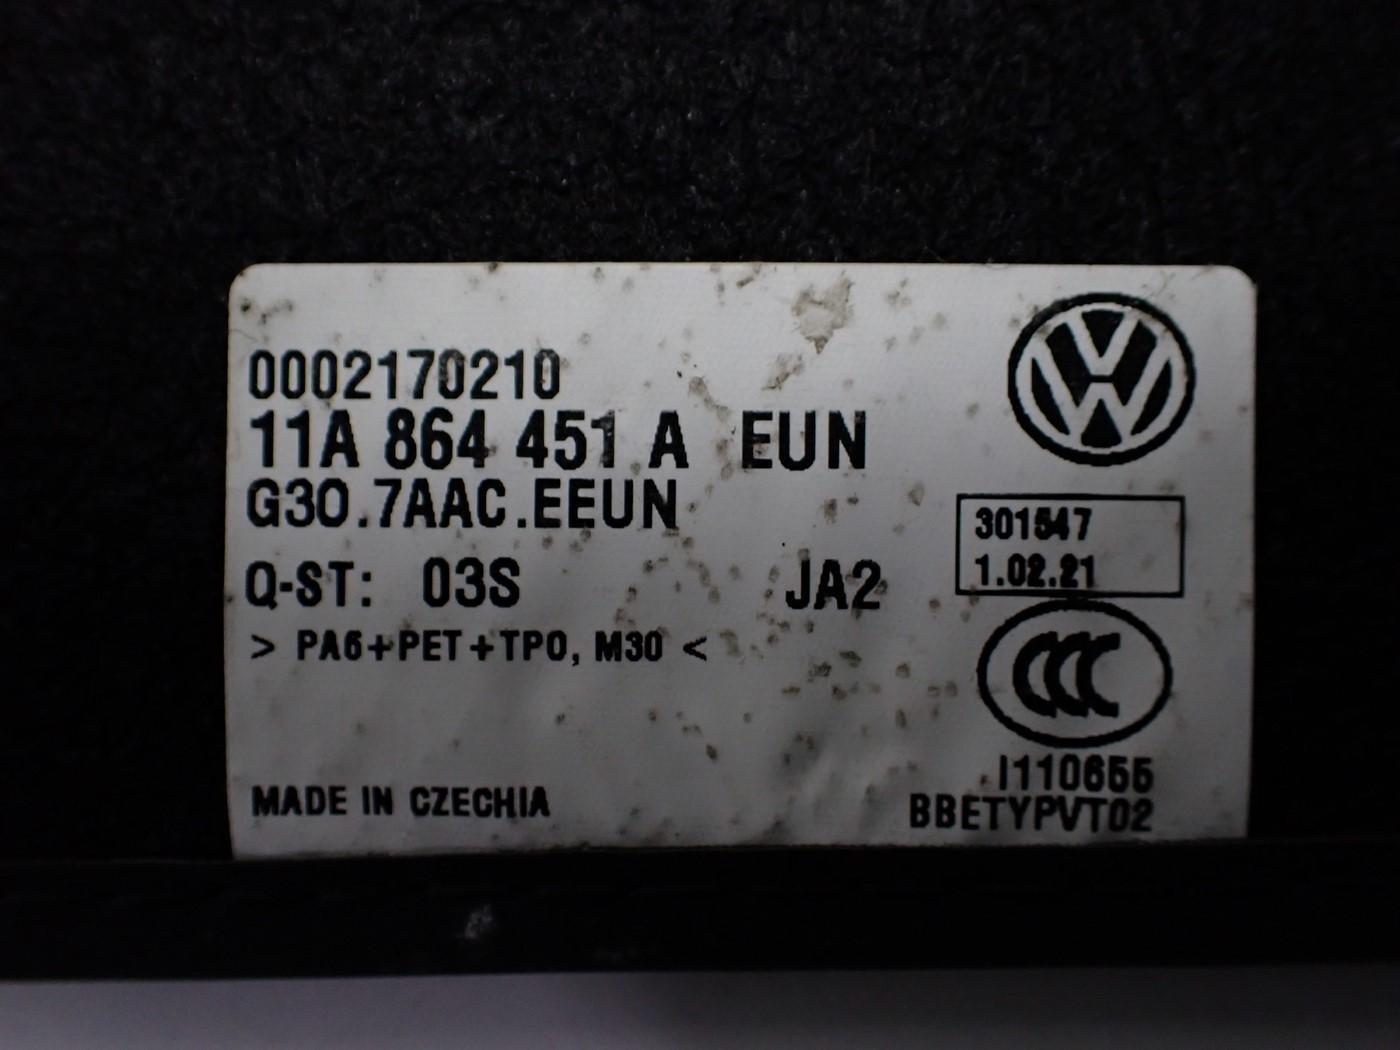 0002170210
11A 864 451 A EUN
G30.7AAC.EEUN
301547
1.02.21
Q-ST: 03S JA2
> PA6+PET+TPO, M30 <
CCC
I110655
MADE IN CZECHIA
BBETYPVT02